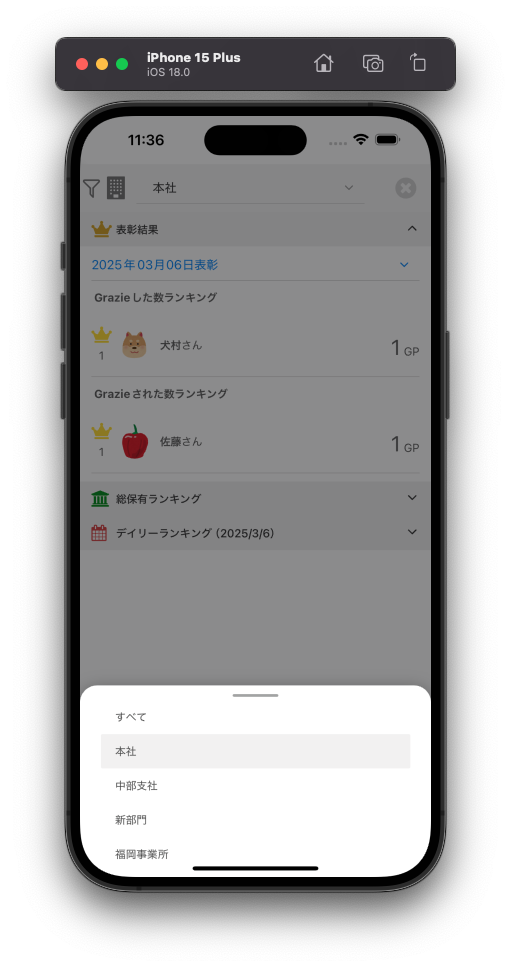 iPhone 15 Plus
iOS 18.0
11:36
本社
表彰結果
2025年03月06日表彰
Grazieした数ランキング
1
犬村さん
1 GP
Grazieされた数ランキング
1
佐藤さん
1 GP
総保有ランキング
デイリーランキング（2025/3/6）
すべて
本社
中部支社
新部門
福岡事業所